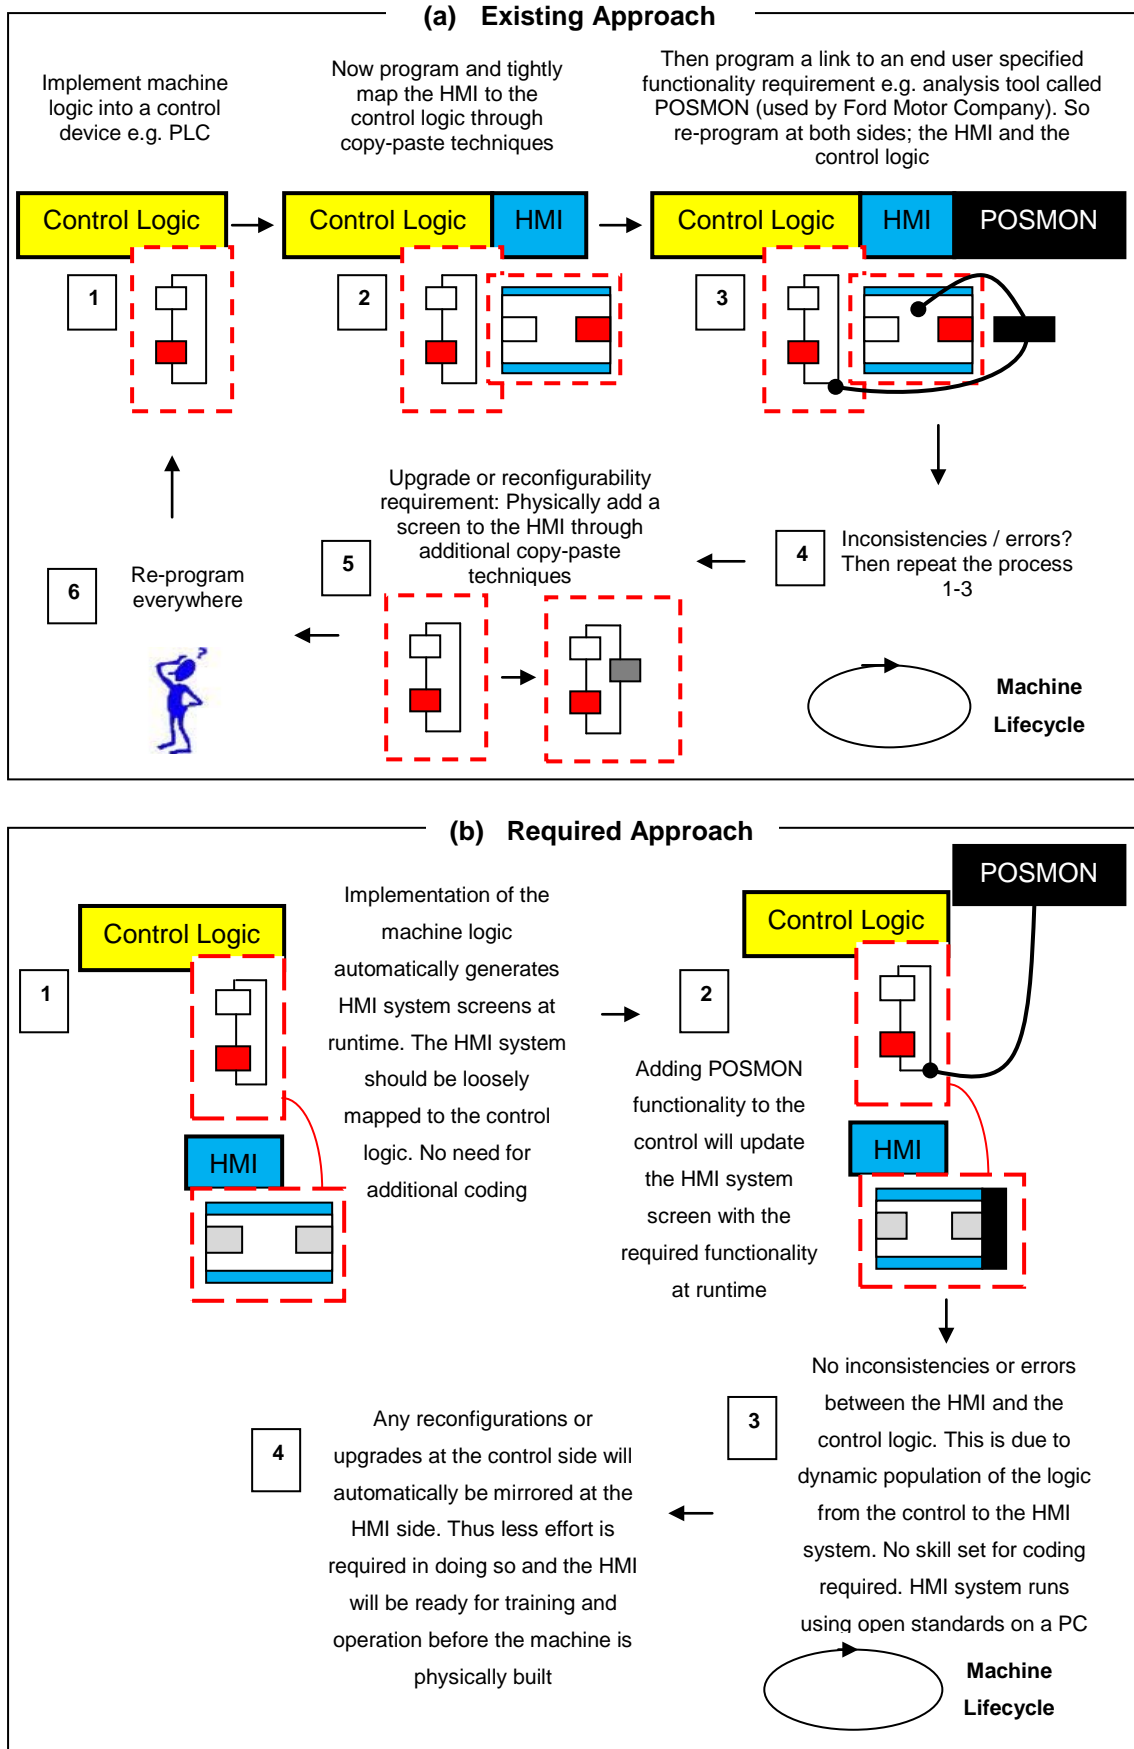 (a) Existing Approach
Implement machine
logic into a control
device e.g. PLC
Now program and tightly
map the HMI to the
control logic through
copy-paste techniques
Then program a link to an end user specified
functionality requirement e.g. analysis tool called
POSMON (used by Ford Motor Company). So
re-program at both sides; the HMI and the
control logic
Control Logic
Control Logic
HMI
Control Logic
HMI
POSMON
1
2
3
4
Inconsistencies / errors?
Then repeat the process
1-3
Upgrade or reconfigurability
requirement: Physically add a
screen to the HMI through
additional copy-paste
techniques
5
6
Re-program
everywhere
?
Machine
Lifecycle
(b) Required Approach
Control Logic
1
HMI
Implementation of the
machine logic
automatically generates
HMI system screens at
runtime. The HMI system
should be loosely
mapped to the control
logic. No need for
additional coding
POSMON
Control Logic
2
HMI
Adding POSMON
functionality to the
control will update
the HMI system
screen with the
required functionality
at runtime
3
No inconsistencies or errors
between the HMI and the
control logic. This is due to
dynamic population of the logic
from the control to the HMI
system. No skill set for coding
required. HMI system runs
using open standards on a PC
4
Any reconfigurations or
upgrades at the control side will
automatically be mirrored at the
HMI side. Thus less effort is
required in doing so and the HMI
will be ready for training and
operation before the machine is
physically built
Machine
Lifecycle